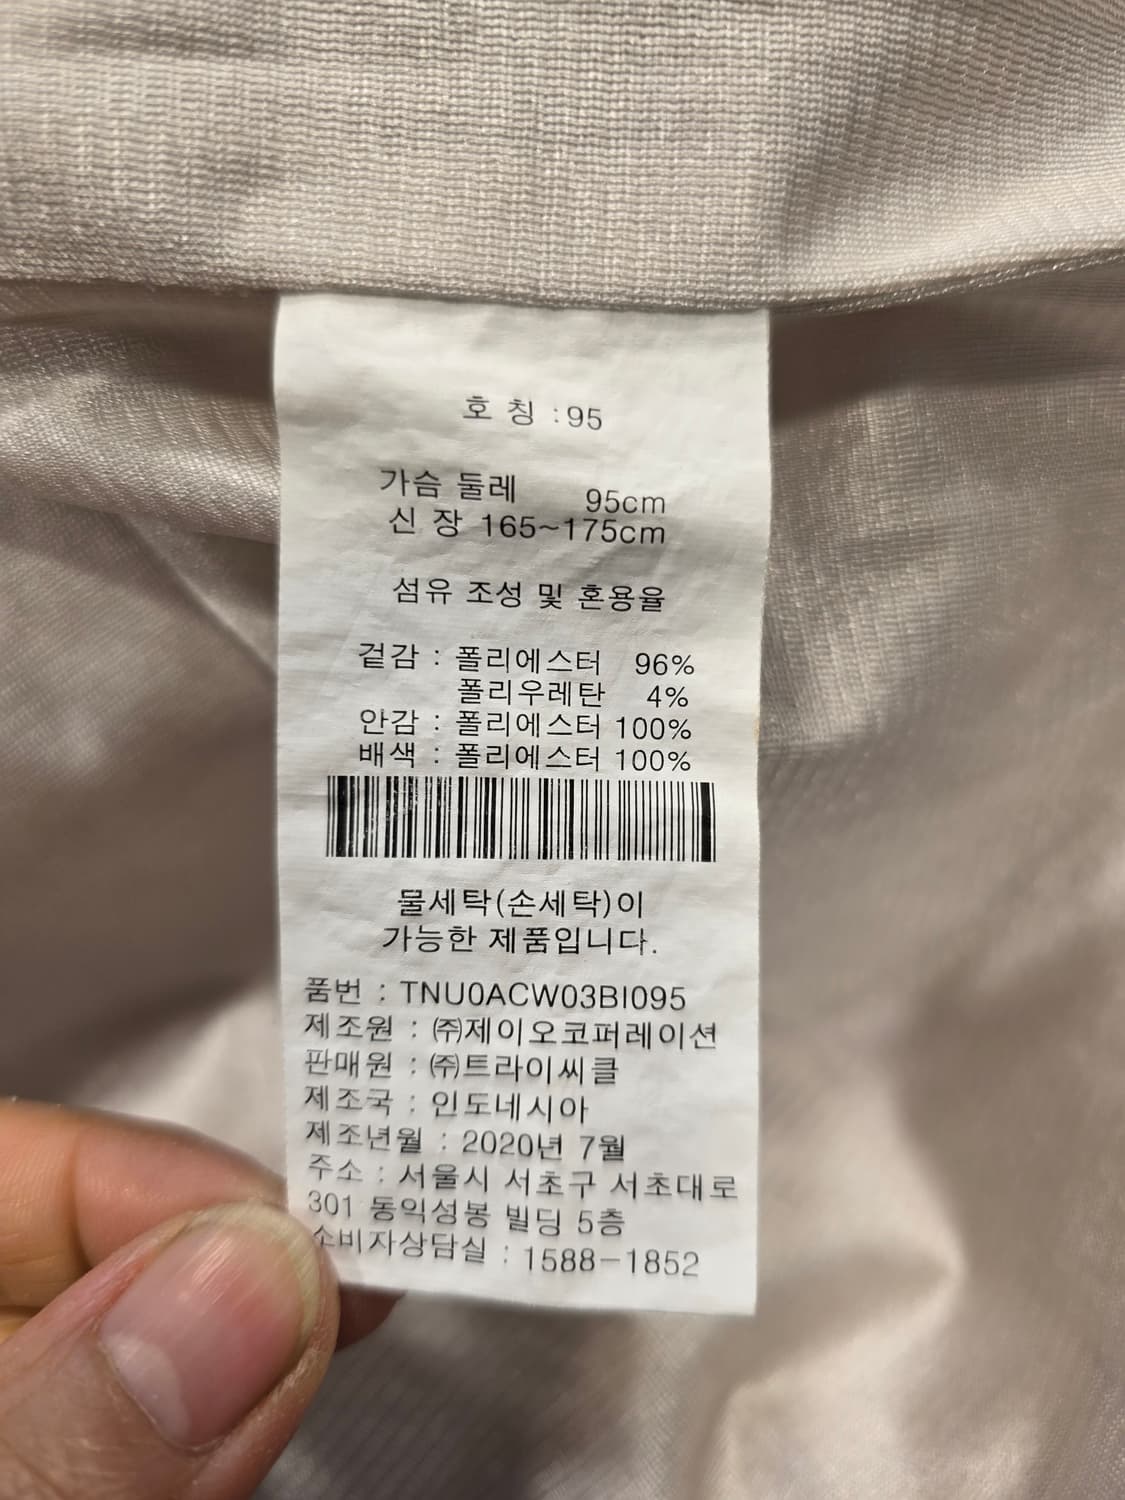 호 칭 : 95
가슴 둘레 95cm
신 장 165~175cm
섬유 조성 및 혼용율
겉감 : 폴리에스터 96%
폴리우레탄 4%
안감 : 폴리에스터 100%
배색 : 폴리에스터 100%
물세탁(손세탁)이
가능한 제품입니다.
품번 : TNU0ACW03BI095
제조원 : ㈜제이오코퍼레이션
판매원 : ㈜트라이씨클
제조국 : 인도네시아
제조년월 : 2020년 7월
주소 : 서울시 서초구 서초대로
301 동익성봉 빌딩 5층
소비자상담실 : 1588-1852